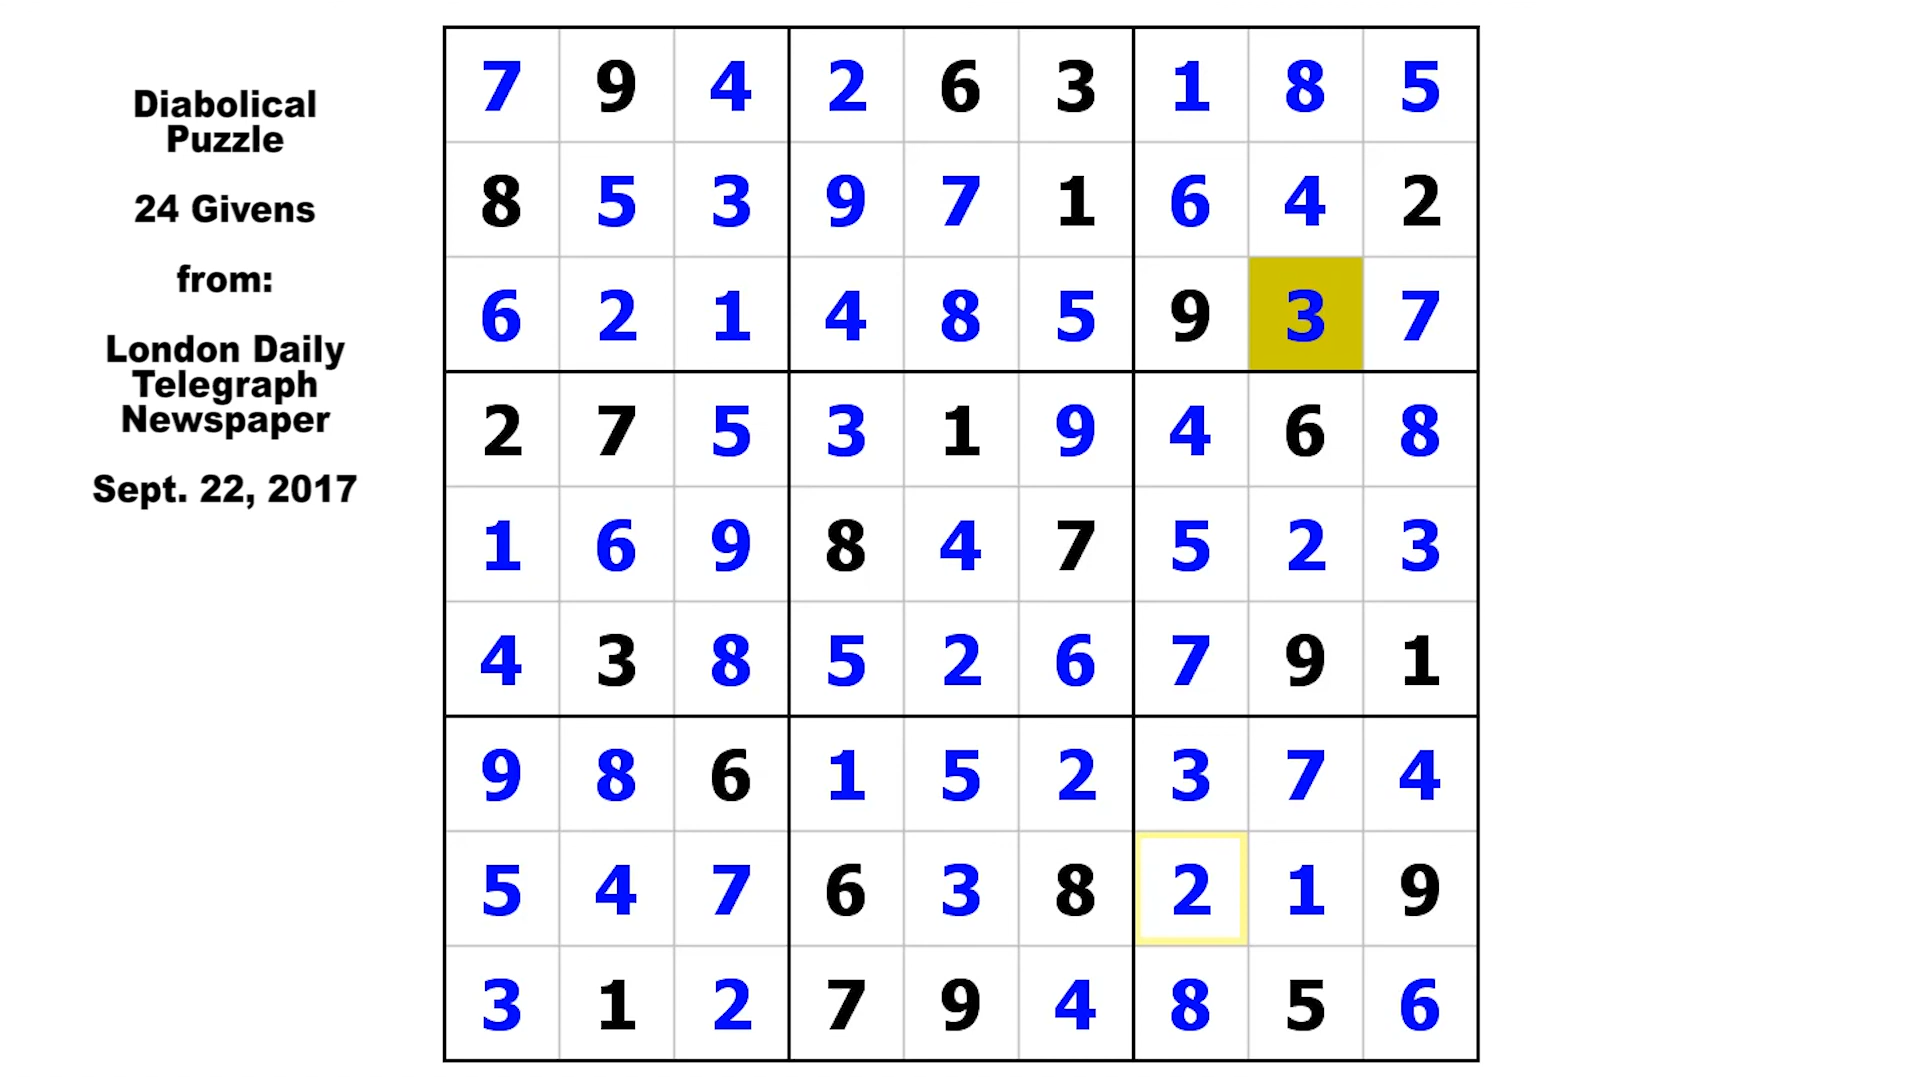 Diabolical
Puzzle
24 Givens
from:
London Daily
Telegraph
Newspaper
Sept. 22, 2017
7 9 4 2 6 3 1 8 5
8 5 3 9 7 1 6 4 2
6 2 1 4 8 5 9 3 7
2 7 5 3 1 9 4 6 8
1 6 9 8 4 7 5 2 3
4 3 8 5 2 6 7 9 1
9 8 6 1 5 2 3 7 4
5 4 7 6 3 8 2 1 9
3 1 2 7 9 4 8 5 6